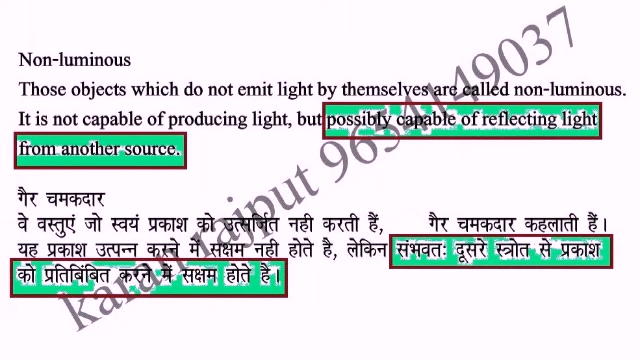 Non-luminous
Those objects which do not emit light by themselves are called non-luminous.
It is not capable of producing light, but possibly capable of reflecting light
from another source.
गैर चमकदार
वे वस्तुएं जो स्वयं प्रकाश को उत्सर्जित नही करती हैं, गैर चमकदार कहलाती हैं।
यह प्रकाश उत्पन्न करने में सक्षम नही होते है, लेकिन संभवतः दूसरे स्त्रोत से प्रकाश
को प्रतिबिंबित करने में सक्षम होते है।
karan rajput 9654149037